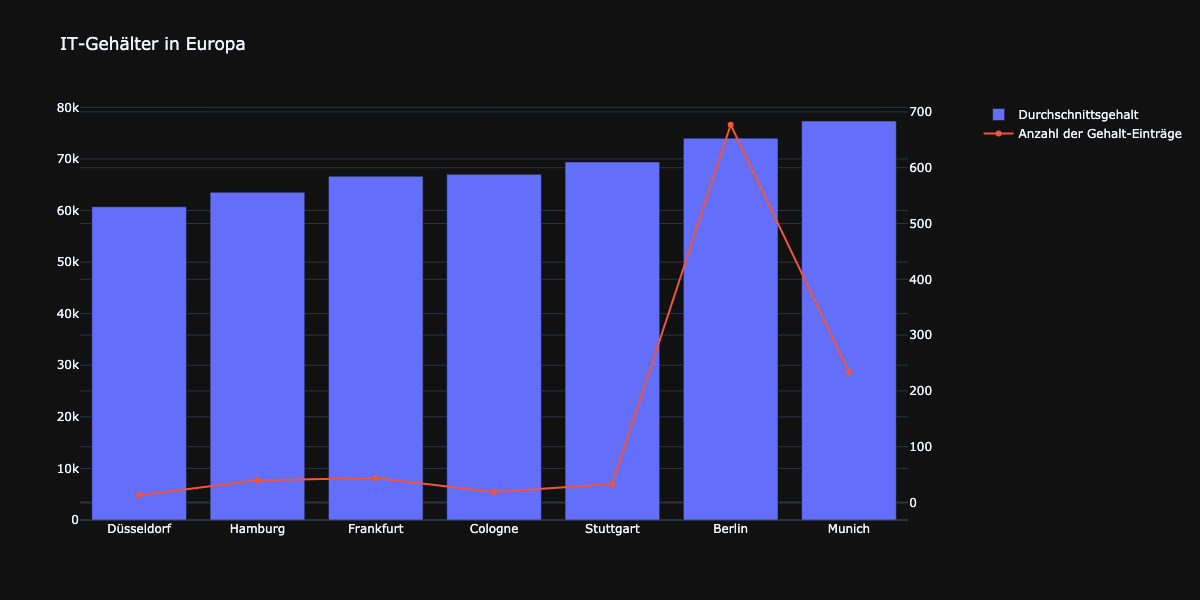 IT-Gehälter in Europa
80k
70k
60k
50k
40k
30k
20k
10k
0
700
600
500
400
300
200
100
0
Düsseldorf
Hamburg
Frankfurt
Cologne
Stuttgart
Berlin
Munich
Durchschnittsgehalt
Anzahl der Gehalt-Einträge